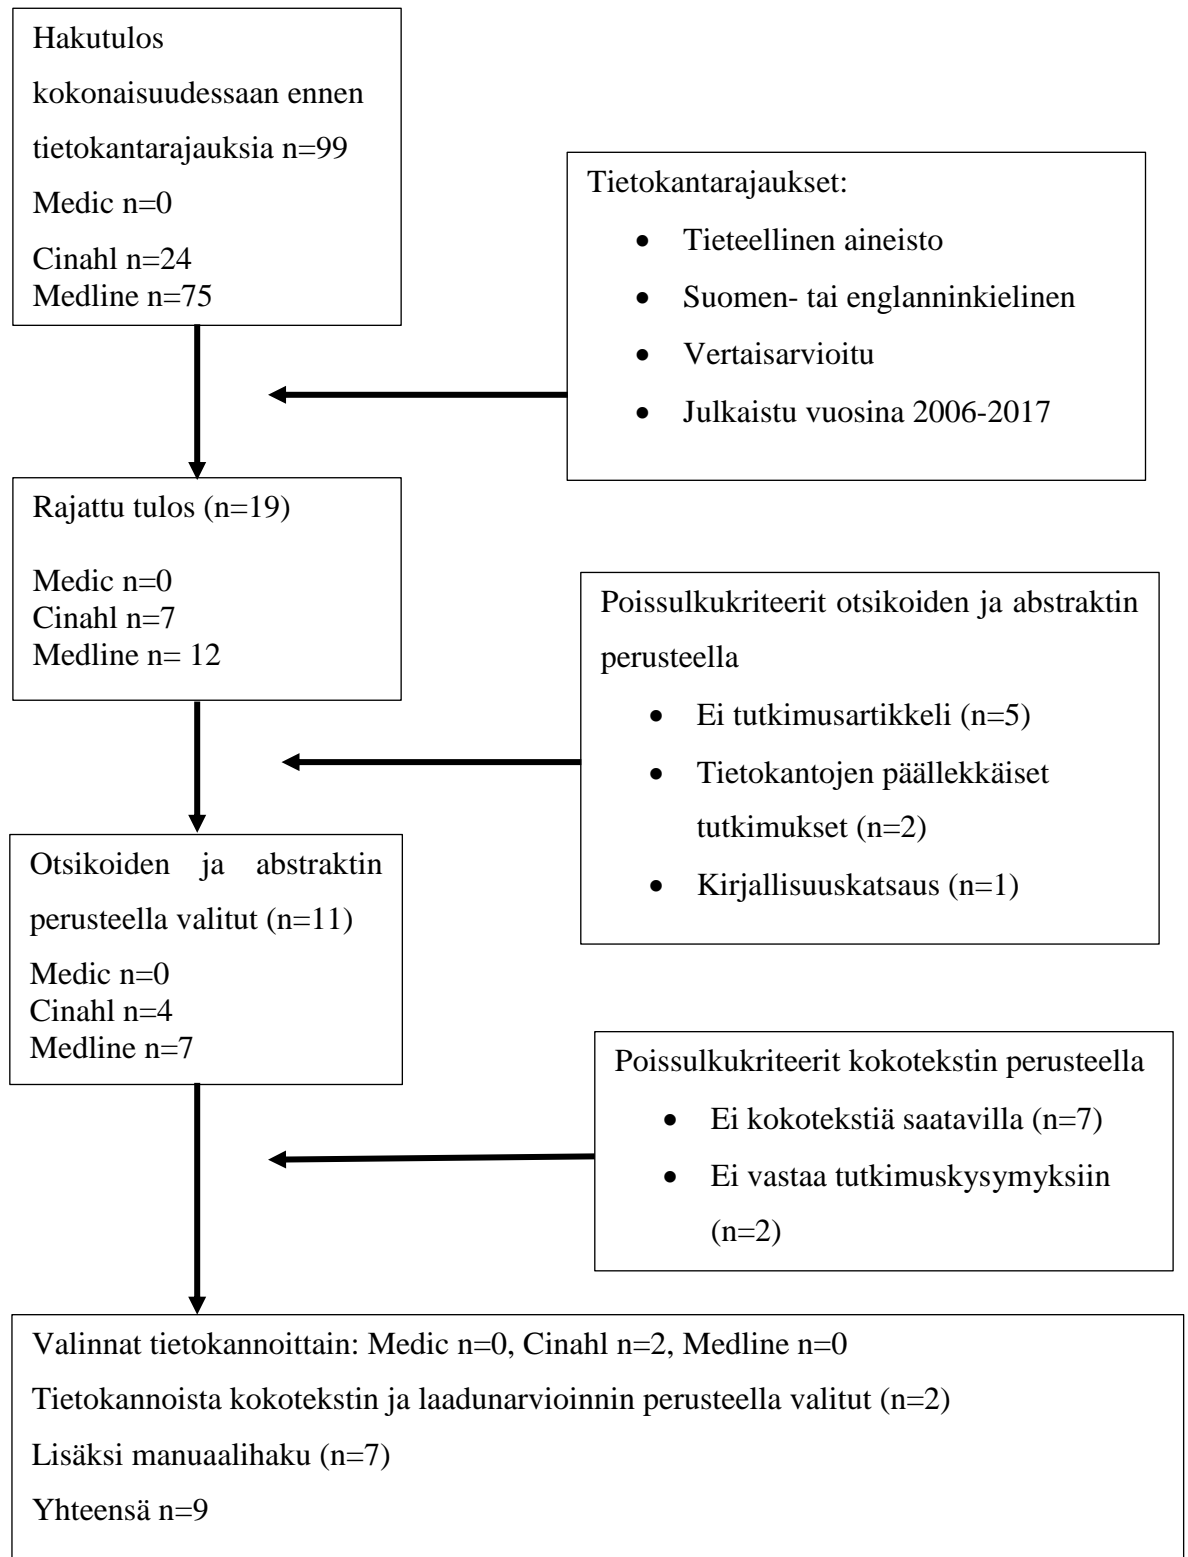 Hakutulos
kokonaisuudessaan ennen
tietokantarajauksia n=99
Medic n=0
Cinahl n=24
Medline n=75
Tietokantarajaukset:
• Tieteellinen aineisto
• Suomen- tai englanninkielinen
• Vertaisarvioitu
• Julkaistu vuosina 2006-2017
Rajattu tulos (n=19)
Medic n=0
Cinahl n=7
Medline n= 12
Poissulkukriteerit otsikoiden ja abstraktin
perusteella
• Ei tutkimusartikkeli (n=5)
• Tietokantojen päällekkäiset
tutkimukset (n=2)
• Kirjallisuuskatsaus (n=1)
Otsikoiden ja abstraktin
perusteella valitut (n=11)
Medic n=0
Cinahl n=4
Medline n=7
Poissulkukriteerit kokotekstin perusteella
• Ei kokotekstiä saatavilla (n=7)
• Ei vastaa tutkimuskysymyksiin
(n=2)
Valinnat tietokannoittain: Medic n=0, Cinahl n=2, Medline n=0
Tietokannoista kokotekstin ja laadunarvioinnin perusteella valitut (n=2)
Lisäksi manuaalihaku (n=7)
Yhteensä n=9